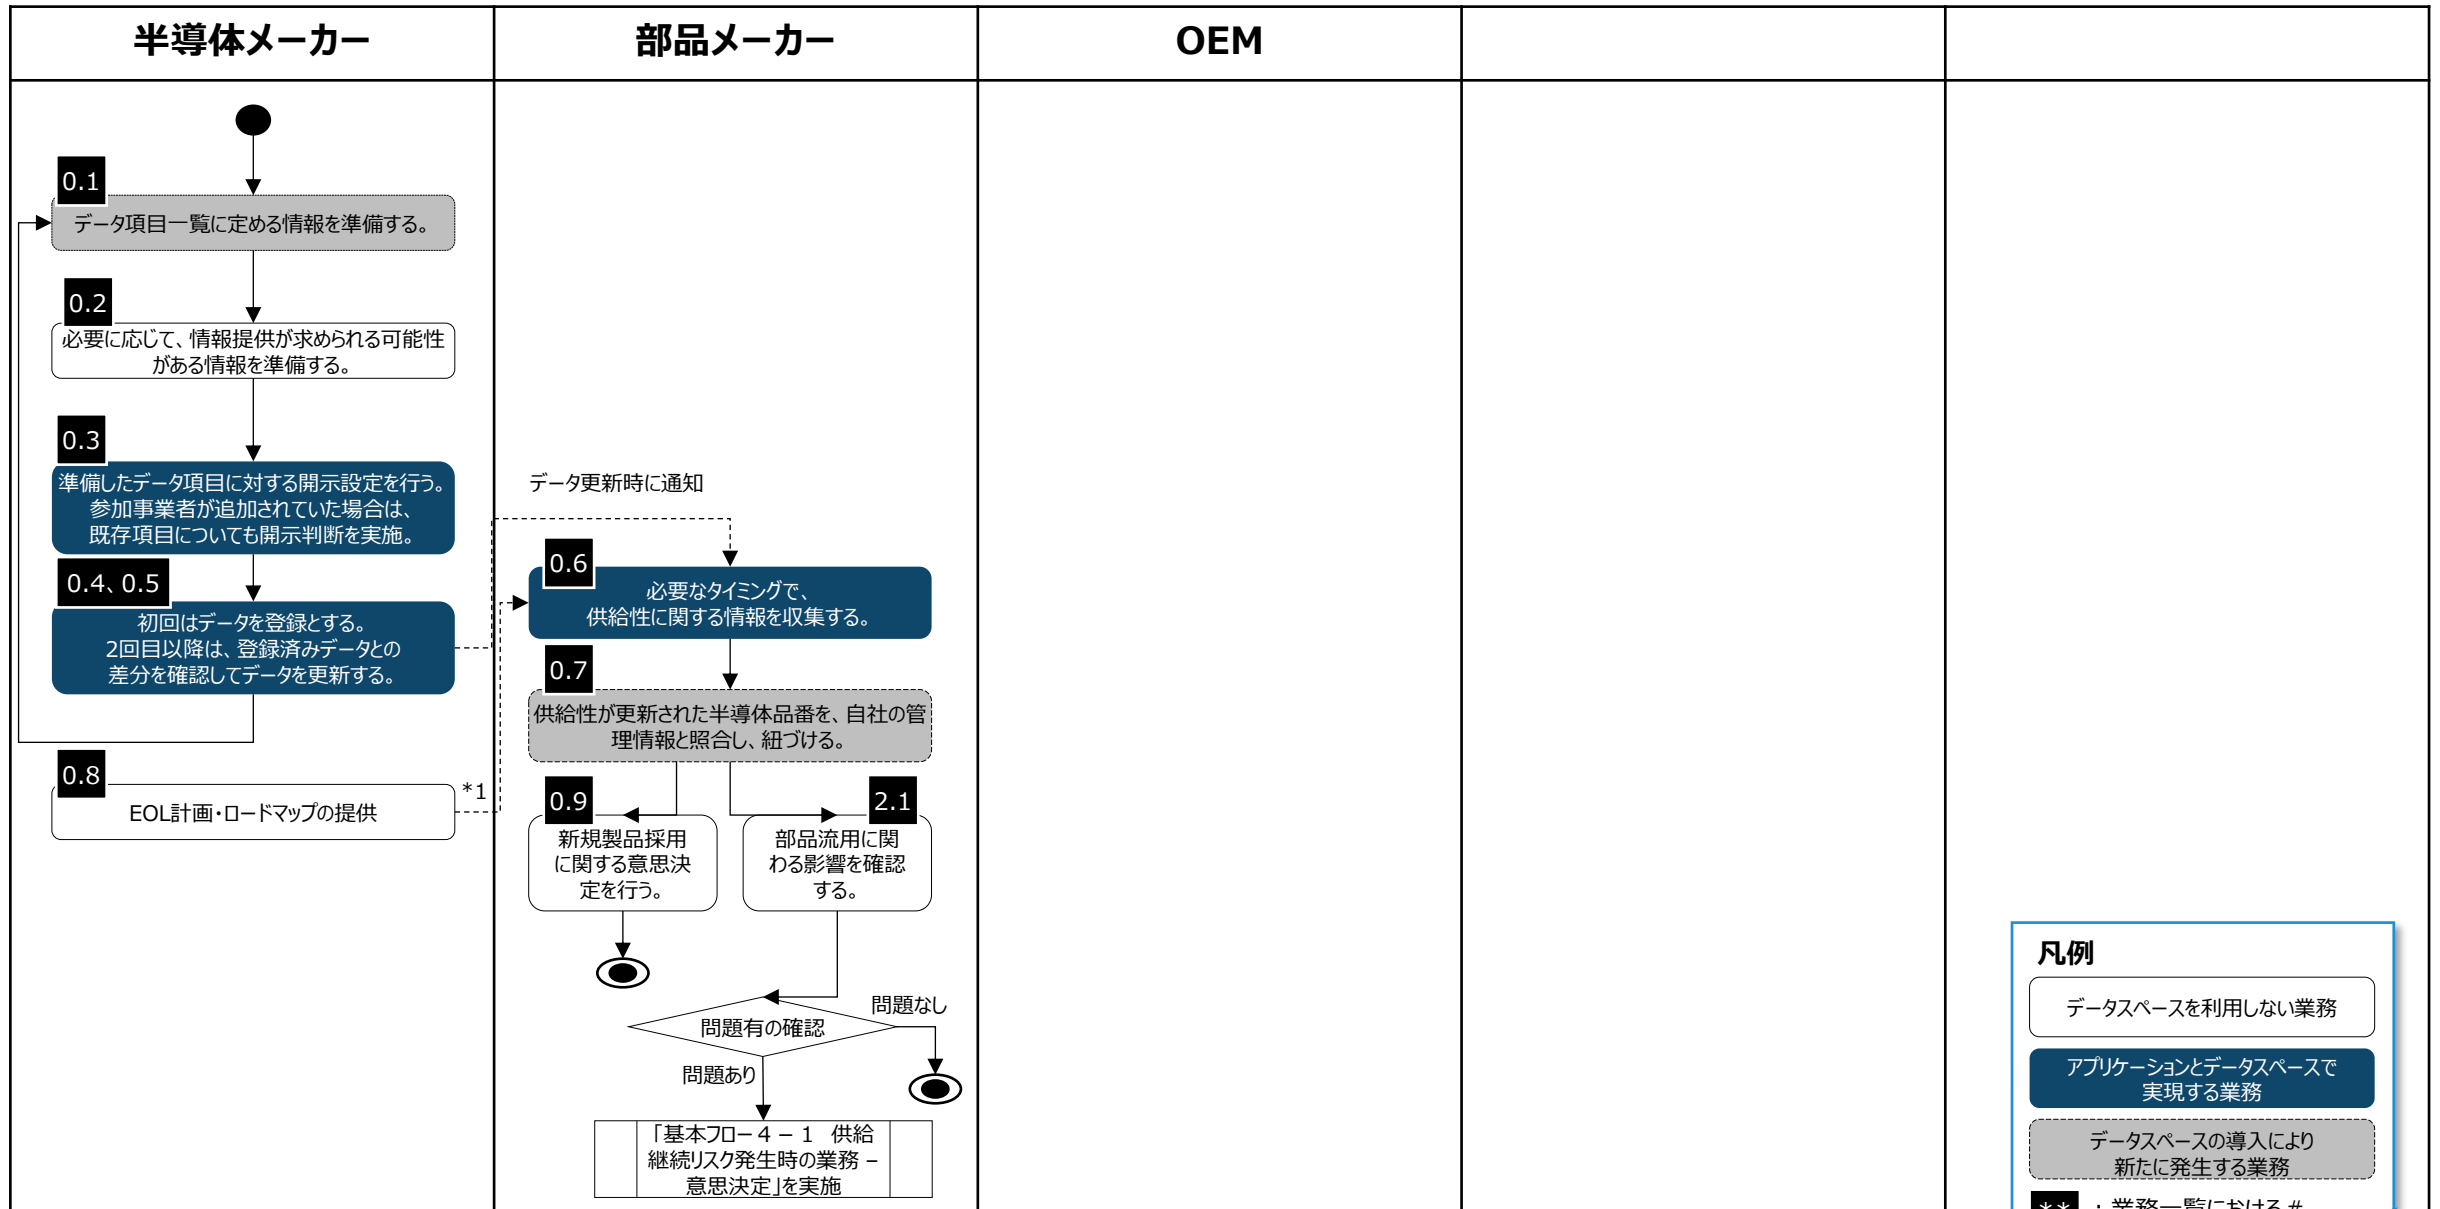 半導体メーカー
部品メーカー
OEM
0.1
データ項目一覧に定める情報を準備する。
0.2
必要に応じて、情報提供が求められる可能性
がある情報を準備する。
0.3
準備したデータ項目に対する開示設定を行う。
参加事業者が追加されていた場合は、
既存項目についても開示判断を実施。
0.4、0.5
初回はデータを登録とする。
2回目以降は、登録済みデータとの
差分を確認してデータを更新する。
0.8
EOL計画・ロードマップの提供
*1
データ更新時に通知
0.6
必要なタイミングで、
供給性に関する情報を収集する。
0.7
供給性が更新された半導体品番を、自社の管
理情報と照合し、紐づける。
0.9
新規製品採用
に関する意思決
定を行う。
2.1
部品流用に関
わる影響を確認
する。
問題有の確認
問題なし
問題あり
「基本フロー４－１　供給
継続リスク発生時の業務 –
意思決定」を実施
凡例
データスペースを利用しない業務
アプリケーションとデータスペースで
実現する業務
データスペースの導入により
新たに発生する業務
** ：業務一覧における#